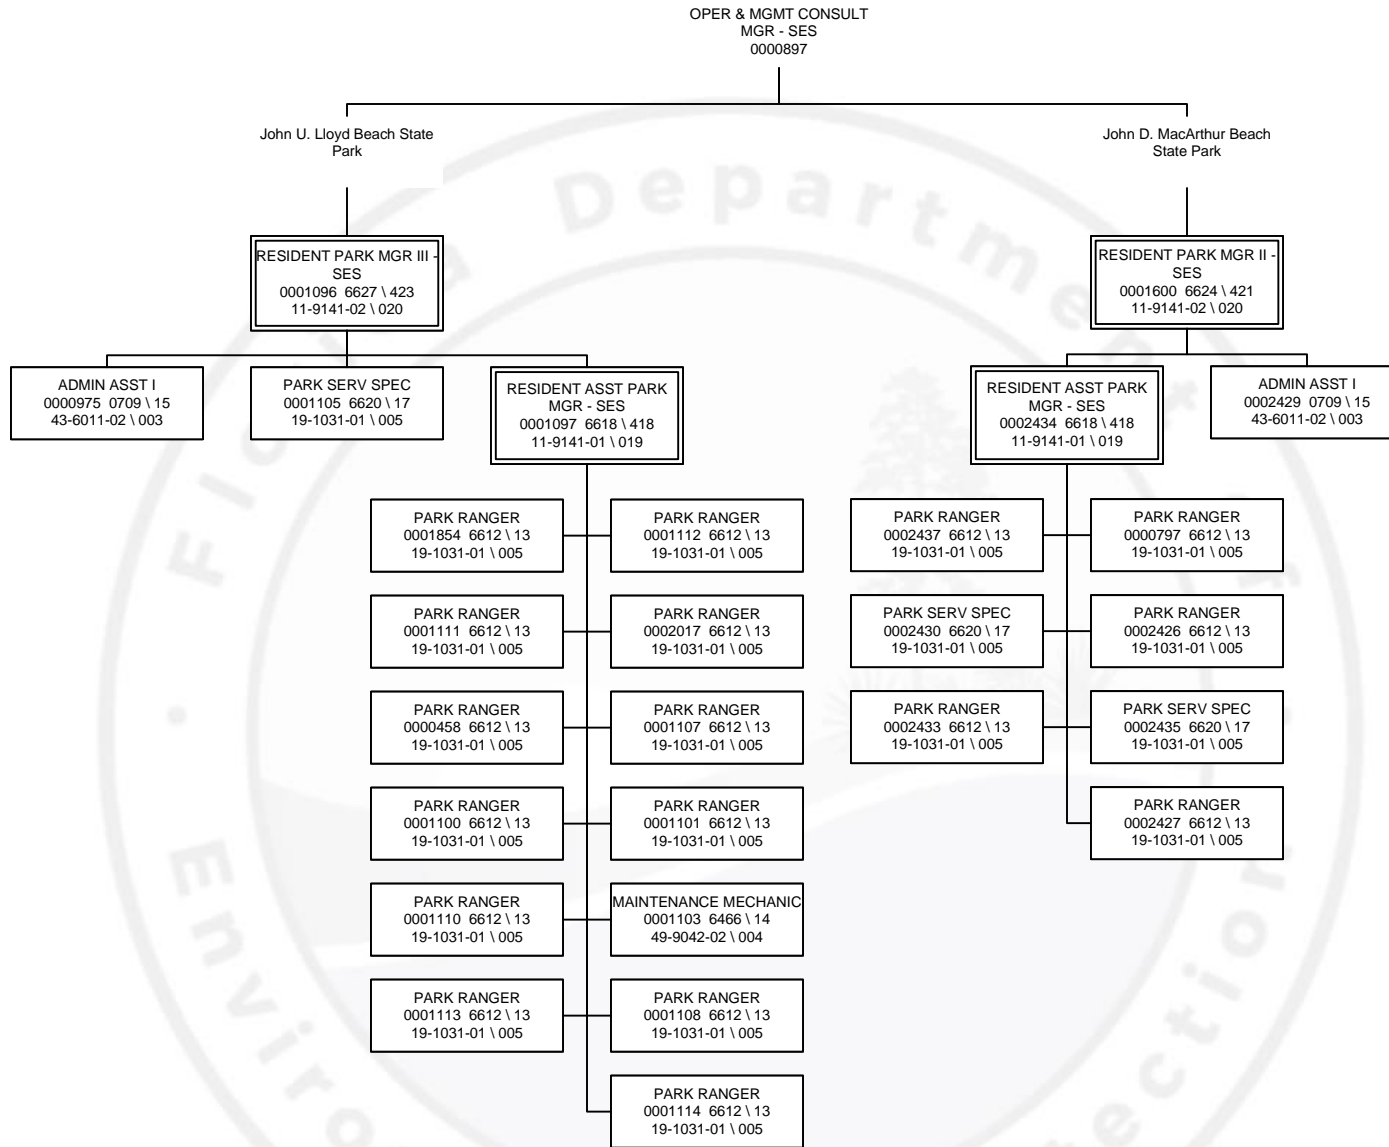 OPER & MGMT CONSULT
MGR - SES
0000897
John U. Lloyd Beach State
Park
RESIDENT PARK MGR III -
SES
0001096 6627 \ 423
11-9141-02 \ 020
ADMIN ASST I
0000975 0709 \ 15
43-6011-02 \ 003
PARK SERV SPEC
0001105 6620 \ 17
19-1031-01 \ 005
RESIDENT ASST PARK
MGR - SES
0001097 6618 \ 418
11-9141-01 \ 019
PARK RANGER
0001854 6612 \ 13
19-1031-01 \ 005
PARK RANGER
0001112 6612 \ 13
19-1031-01 \ 005
PARK RANGER
0001111 6612 \ 13
19-1031-01 \ 005
PARK RANGER
0002017 6612 \ 13
19-1031-01 \ 005
PARK RANGER
0000458 6612 \ 13
19-1031-01 \ 005
PARK RANGER
0001107 6612 \ 13
19-1031-01 \ 005
PARK RANGER
0001100 6612 \ 13
19-1031-01 \ 005
PARK RANGER
0001101 6612 \ 13
19-1031-01 \ 005
PARK RANGER
0001110 6612 \ 13
19-1031-01 \ 005
MAINTENANCE MECHANIC
0001103 6466 \ 14
49-9042-02 \ 004
PARK RANGER
0001113 6612 \ 13
19-1031-01 \ 005
PARK RANGER
0001108 6612 \ 13
19-1031-01 \ 005
PARK RANGER
0001114 6612 \ 13
19-1031-01 \ 005
John D. MacArthur Beach
State Park
RESIDENT PARK MGR II -
SES
0001600 6624 \ 421
11-9141-02 \ 020
RESIDENT ASST PARK
MGR - SES
0002434 6618 \ 418
11-9141-01 \ 019
ADMIN ASST I
0002429 0709 \ 15
43-6011-02 \ 003
PARK RANGER
0002437 6612 \ 13
19-1031-01 \ 005
PARK RANGER
0000797 6612 \ 13
19-1031-01 \ 005
PARK SERV SPEC
0002430 6620 \ 17
19-1031-01 \ 005
PARK RANGER
0002426 6612 \ 13
19-1031-01 \ 005
PARK RANGER
0002433 6612 \ 13
19-1031-01 \ 005
PARK SERV SPEC
0002435 6620 \ 17
19-1031-01 \ 005
PARK RANGER
0002427 6612 \ 13
19-1031-01 \ 005
Department